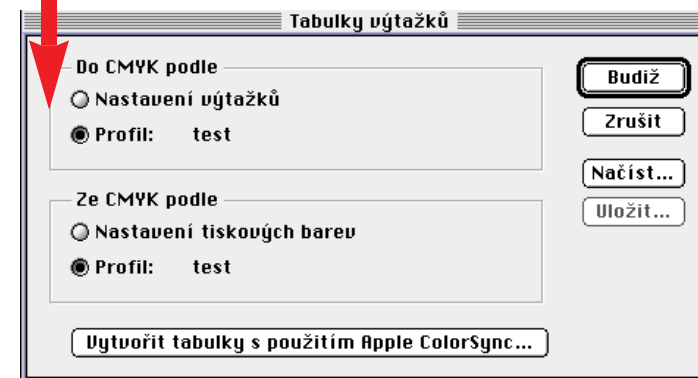 Tabulky výtažků
Do CMYK podle
Nastavení výtažků
Profil: test
Ze CMYK podle
Nastavení tiskových barev
Profil: test
Vytvořit tabulky s použitím Apple ColorSync...
Budiž
Zrušit
Načíst...
Uložit...